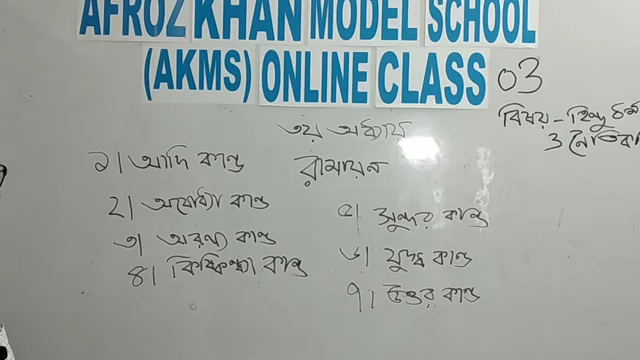 AFROZ KHAN MODEL SCHOOL
(AKMS) ONLINE CLASS 03
বিষয় - হিন্দু ধর্ম
ও নৈতিক
৩য় অধ্যায়
রামায়ন
১। আদি কান্ড
২। অযোধ্যা কান্ড
৩। অরণ্য কান্ড
৪। কিষ্কিন্ধ্যা কান্ড
৫। সুন্দর কান্ড
৬। যুদ্ধ কান্ড
৭। উত্তর কান্ড